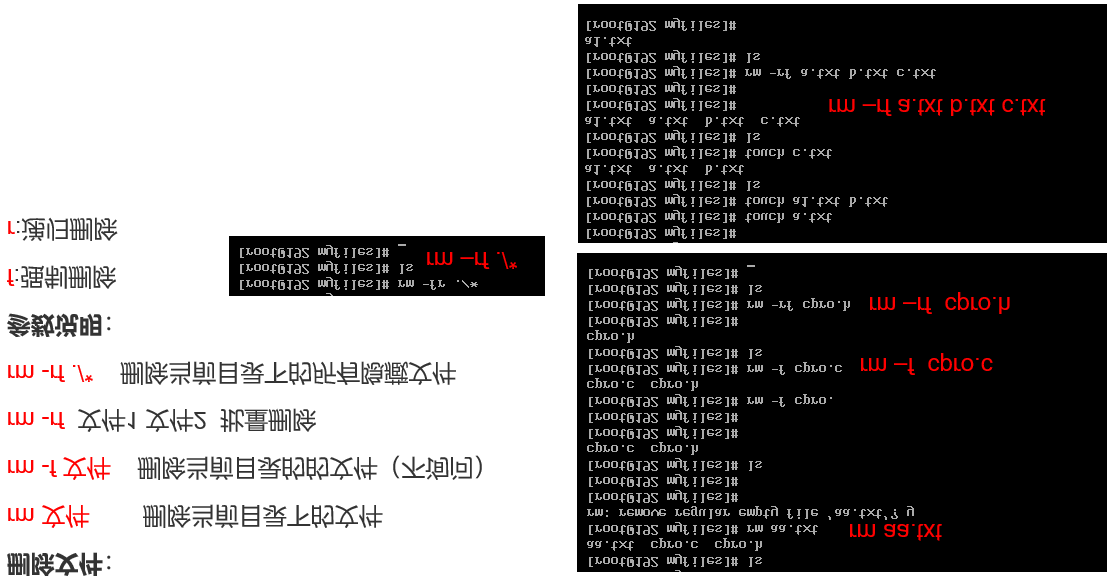 删除文件：
rm 文件 删除当前目录下的文件
rm -f 文件 删除当前目录的的文件（不询问）
rm -rf 文件1 文件2 批量删除
rm -rf ./* 删除当前目录下的所有隐藏文件
参数说明：
f:强制删除
r:递归删除
[root@192 myfiles]# rm -fr ./*
[root@192 myfiles]# ls
[root@192 myfiles]# _
rm –rf ./*
[root@192 myfiles]# ls
aa.txt cpro.c cpro.h
[root@192 myfiles]# rm aa.txt
rm aa.txt
rm: remove regular empty file 'aa.txt'? y
[root@192 myfiles]#
[root@192 myfiles]#
[root@192 myfiles]# ls
cpro.c cpro.h
[root@192 myfiles]#
[root@192 myfiles]#
[root@192 myfiles]# rm -f cpro.
cpro.c cpro.h
[root@192 myfiles]# rm -f cpro.c
rm –f cpro.c
[root@192 myfiles]# ls
cpro.h
[root@192 myfiles]#
[root@192 myfiles]# rm -rf cpro.h
rm –rf cpro.h
[root@192 myfiles]# ls
[root@192 myfiles]# _
[root@192 myfiles]#
[root@192 myfiles]# touch a.txt
[root@192 myfiles]# touch a1.txt b.txt
[root@192 myfiles]# ls
a1.txt a.txt b.txt
[root@192 myfiles]# touch c.txt
[root@192 myfiles]# ls
a1.txt a.txt b.txt c.txt
[root@192 myfiles]#
rm –rf a.txt b.txt c.txt
[root@192 myfiles]#
[root@192 myfiles]# rm -rf a.txt b.txt c.txt
[root@192 myfiles]# ls
a1.txt
[root@192 myfiles]#